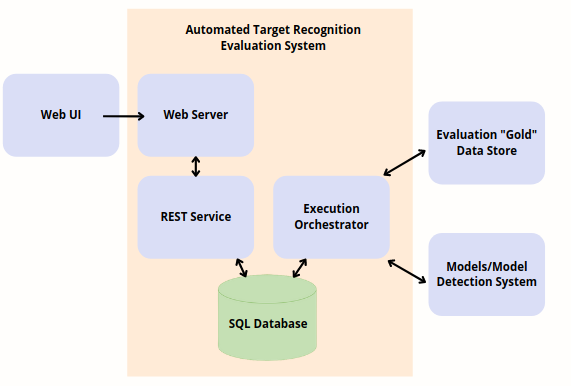 Automated Target Recognition
Evaluation System
Web UI
Web Server
Evaluation "Gold"
Data Store
REST Service
Execution
Orchestrator
Models/Model
Detection System
SQL Database